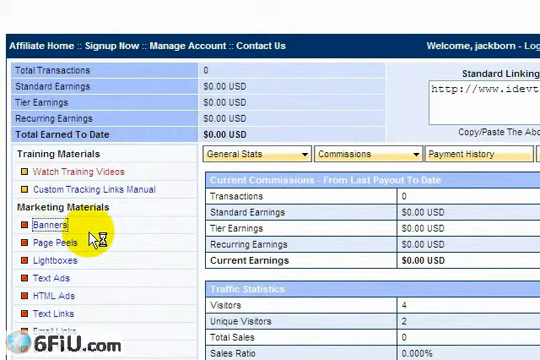 Affiliate Home :: Signup Now :: Manage Account :: Contact Us
Welcome, jackborn -
Total Transactions 0
Standard Earnings $0.00 USD
Tier Earnings $0.00 USD
Recurring Earnings $0.00 USD
Total Earned To Date $0.00 USD
Standard Linking
http://www.idevt
Copy/Paste The
Training Materials
Watch Training Videos
Custom Tracking Links Manual
Marketing Materials
Banners
Page Peels
Lightboxes
Text Ads
HTML Ads
Text Links
Email Links
General Stats
Commissions
Payment History
Current Commissions - From Last Payout To Date
Transactions 0
Standard Earnings $0.00 USD
Tier Earnings $0.00 USD
Recurring Earnings $0.00 USD
Current Earnings $0.00 USD
Traffic Statistics
Visitors 4
Unique Visitors 2
Total Sales 0
Sales Ratio 0.000%
6FiU.com